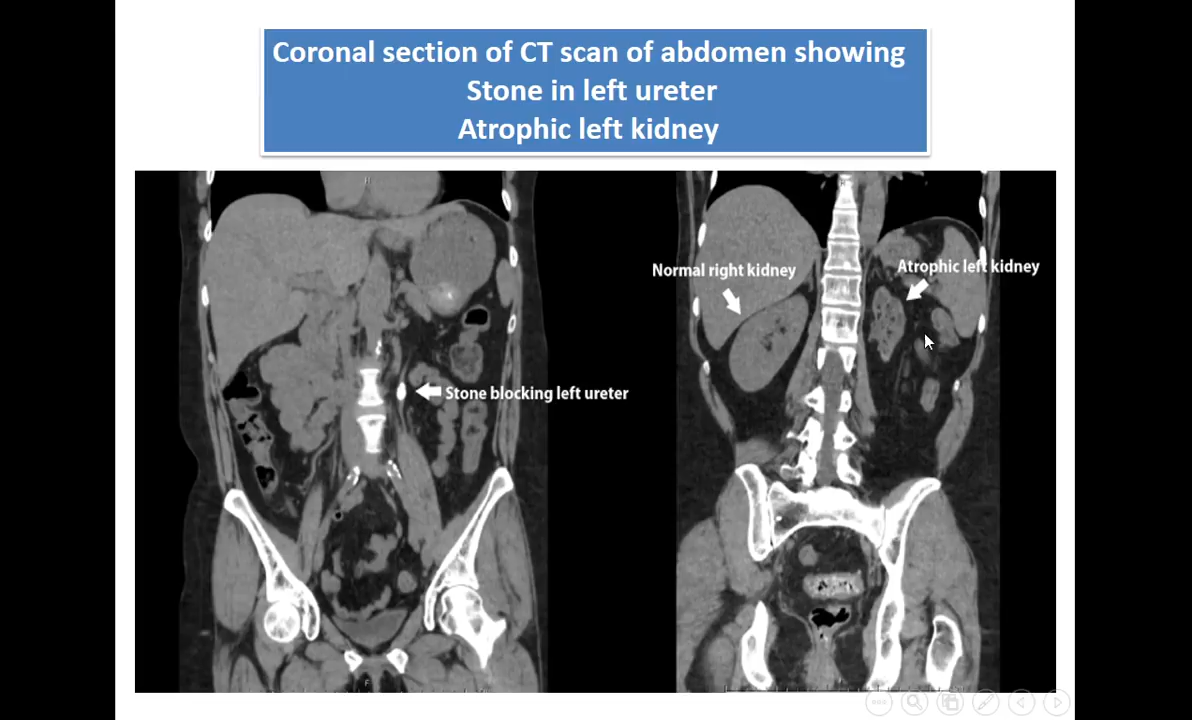 Coronal section of CT scan of abdomen showing
Stone in left ureter
Atrophic left kidney
H
Stone blocking left ureter
F
H
Normal right kidney
Atrophic left kidney